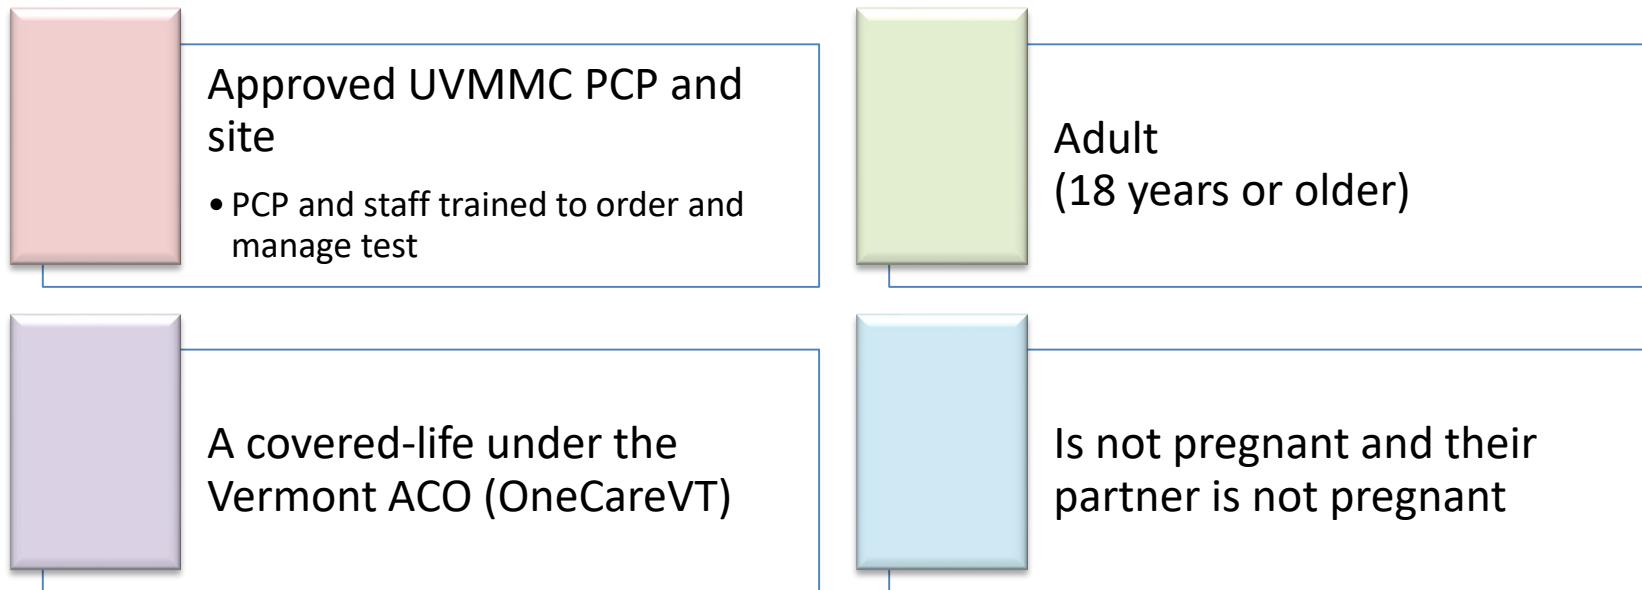 Approved UVMMC PCP and
site
• PCP and staff trained to order and
manage test
Adult
(18 years or older)
A covered-life under the
Vermont ACO (OneCareVT)
Is not pregnant and their
partner is not pregnant